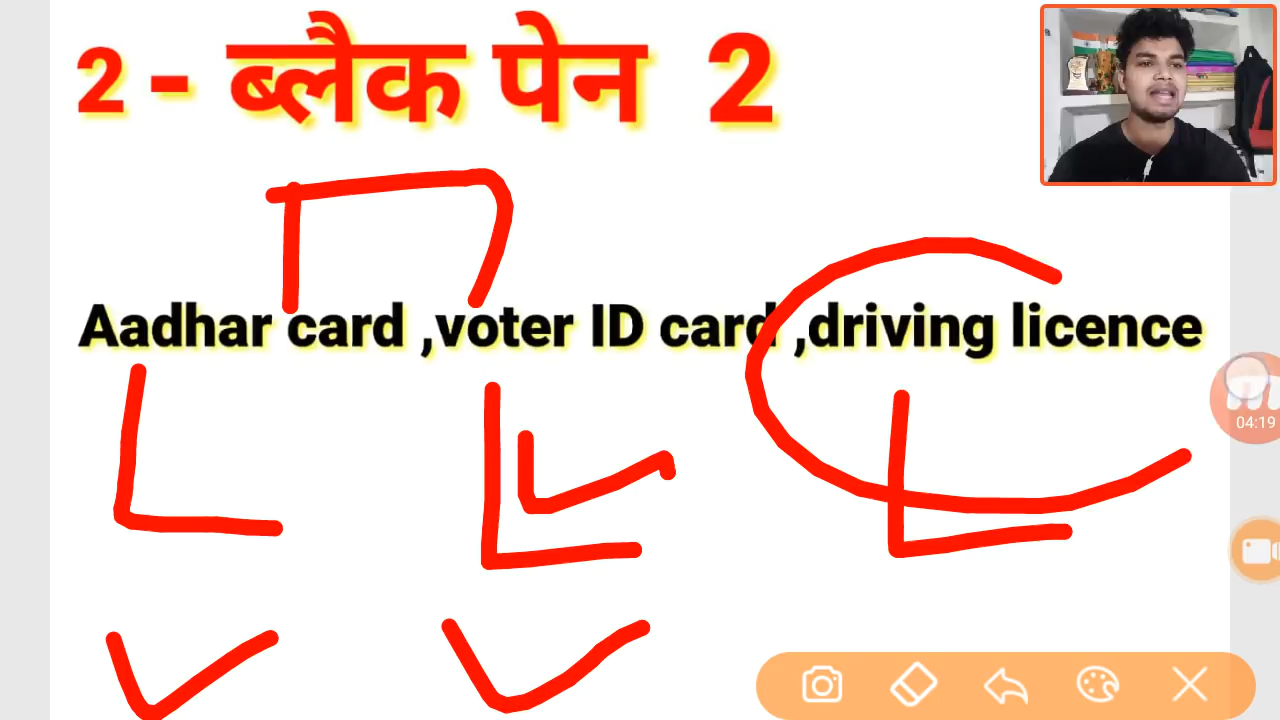 2 - ब्लैक पेन 2
Aadhar card ,voter ID card ,driving licence
04:19